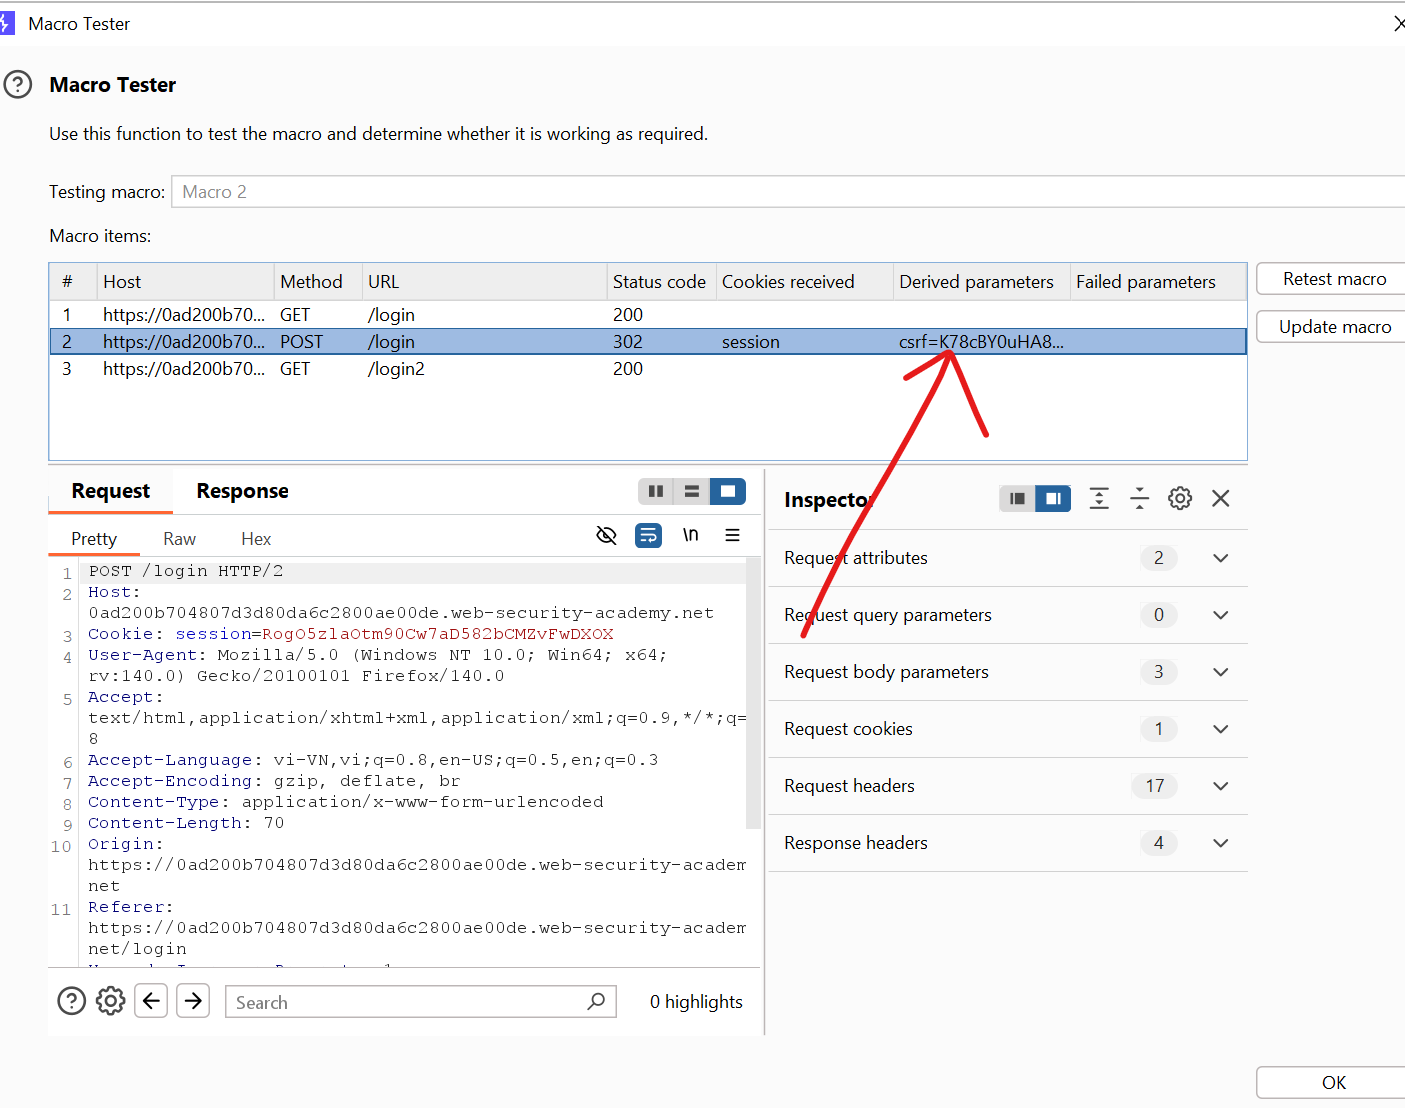 Macro Tester
Macro Tester
Use this function to test the macro and determine whether it is working as required.
Testing macro: Macro 2
Macro items:
# Host Method URL Status code Cookies received Derived parameters Failed parameters
1 https://0ad200b70... GET /login 200
2 https://0ad200b70... POST /login 302 session csrf=K78cBY0uHA8...
3 https://0ad200b70... GET /login2 200
Retest macro
Update macro
Request Response
Pretty Raw Hex \n
1 POST /login HTTP/2
2 Host:
0ad200b704807d3d80da6c2800ae00de.web-security-academy.net
3 Cookie: session=RogO5zlaOtm90Cw7aD582bCMZvFwDXOX
4 User-Agent: Mozilla/5.0 (Windows NT 10.0; Win64; x64;
rv:140.0) Gecko/20100101 Firefox/140.0
5 Accept:
text/html,application/xhtml+xml,application/xml;q=0.9,*/*;q=
8
6 Accept-Language: vi-VN,vi;q=0.8,en-US;q=0.5,en;q=0.3
7 Accept-Encoding: gzip, deflate, br
8 Content-Type: application/x-www-form-urlencoded
9 Content-Length: 70
10 Origin:
https://0ad200b704807d3d80da6c2800ae00de.web-security-academ
net
11 Referer:
https://0ad200b704807d3d80da6c2800ae00de.web-security-academ
net/login
Search
0 highlights
Inspector
Request attributes 2
Request query parameters 0
Request body parameters 3
Request cookies 1
Request headers 17
Response headers 4
OK